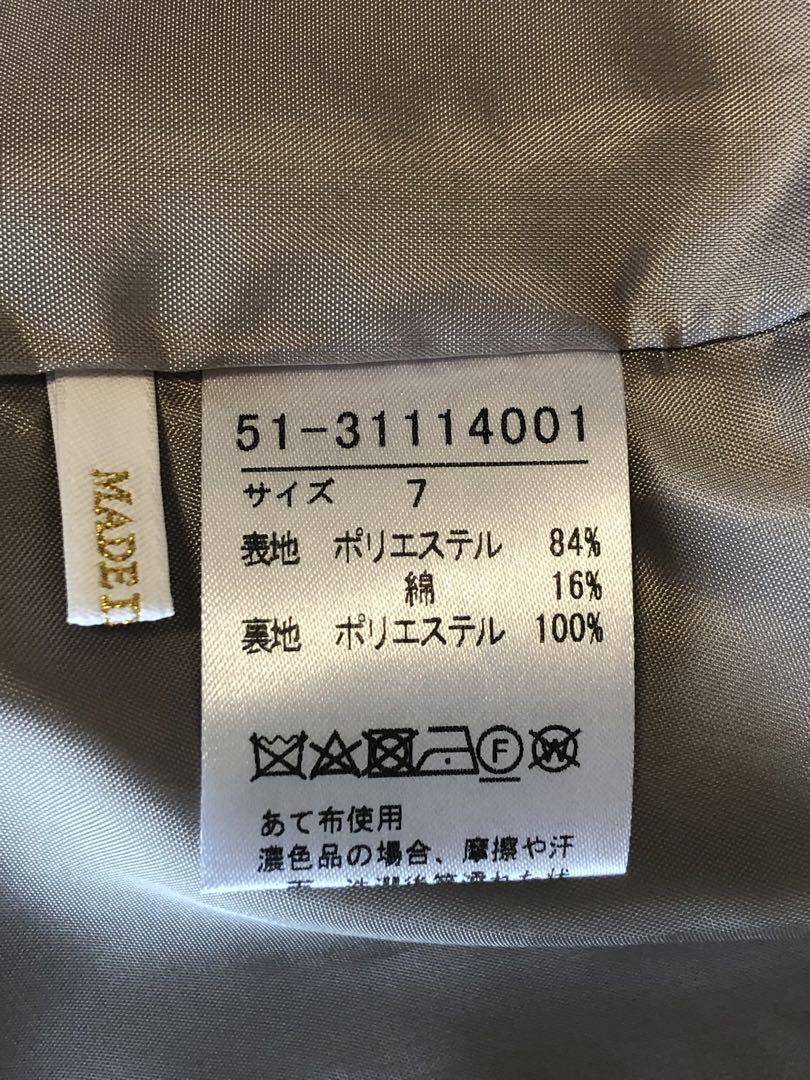 51-31114001
サイズ 7
表地 ポリエステル 84%
綿 16%
裏地 ポリエステル 100%
F W
あて布使用
濃色品の場合、摩擦や汗
MADE